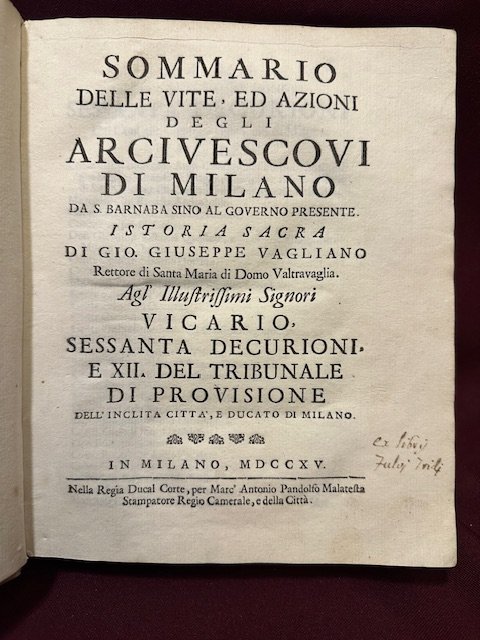 SOMMARIO
DELLE VITE, ED AZIONI
DEGLI
ARCIVESCOVI
DI MILANO
DA S. BARNABA SINO AL GOVERNO PRESENTE.
ISTORIA SACRA
DI GIO. GIUSEPPE VAGLIANO
Rettore di Santa Maria di Domo Valtravaglia.
Agl' Illuſtriſſimi Signori
VICARIO,
SESSANTA DECURIONI,
E XII. DEL TRIBUNALE
DI PROVISIONE
DELL'INCLITA CITTA', E DUCATO DI MILANO.
IN MILANO, MDCCXV.
Nella Regia Ducal Corte, per Marc' Antonio Pandolfo Malateſta
Stampatore Regio Camerale, e della Città.
ex libris